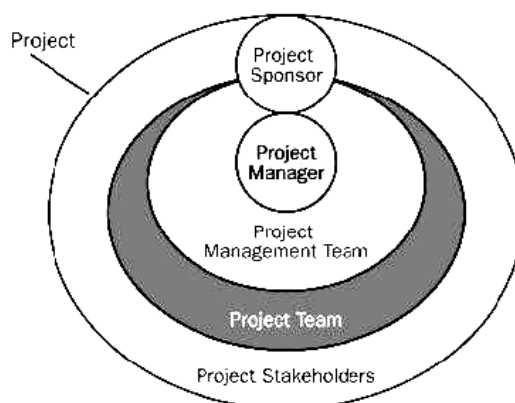 Project
Project
Sponsor
Project
Manager
Project
Management Team
Project Team
Project Stakeholders